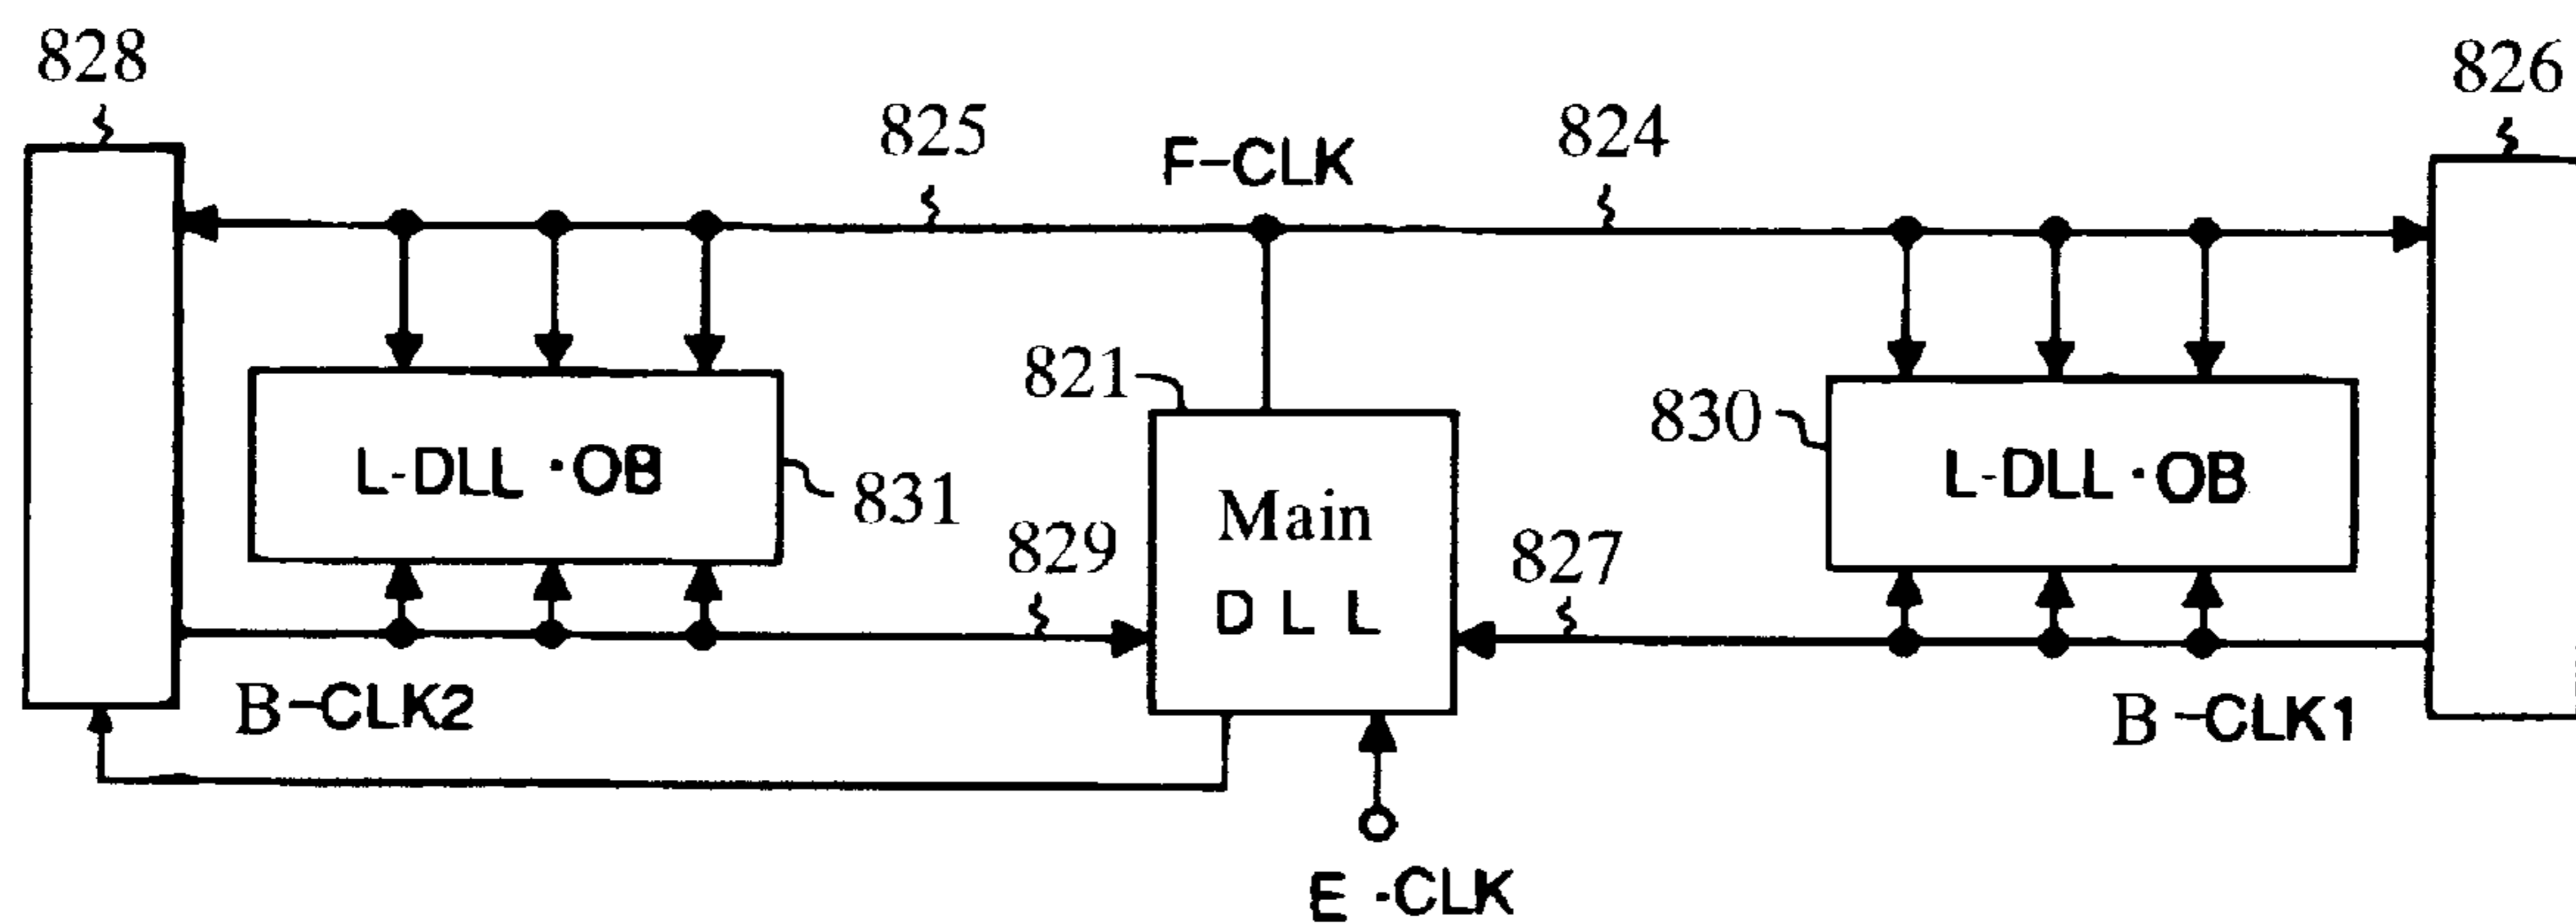 828
826
825
F-CLK
824
821
830
L-DLL·OB
L-DLL·OB
831
829
Main
DLL
827
B-CLK2
B-CLK1
E-CLK